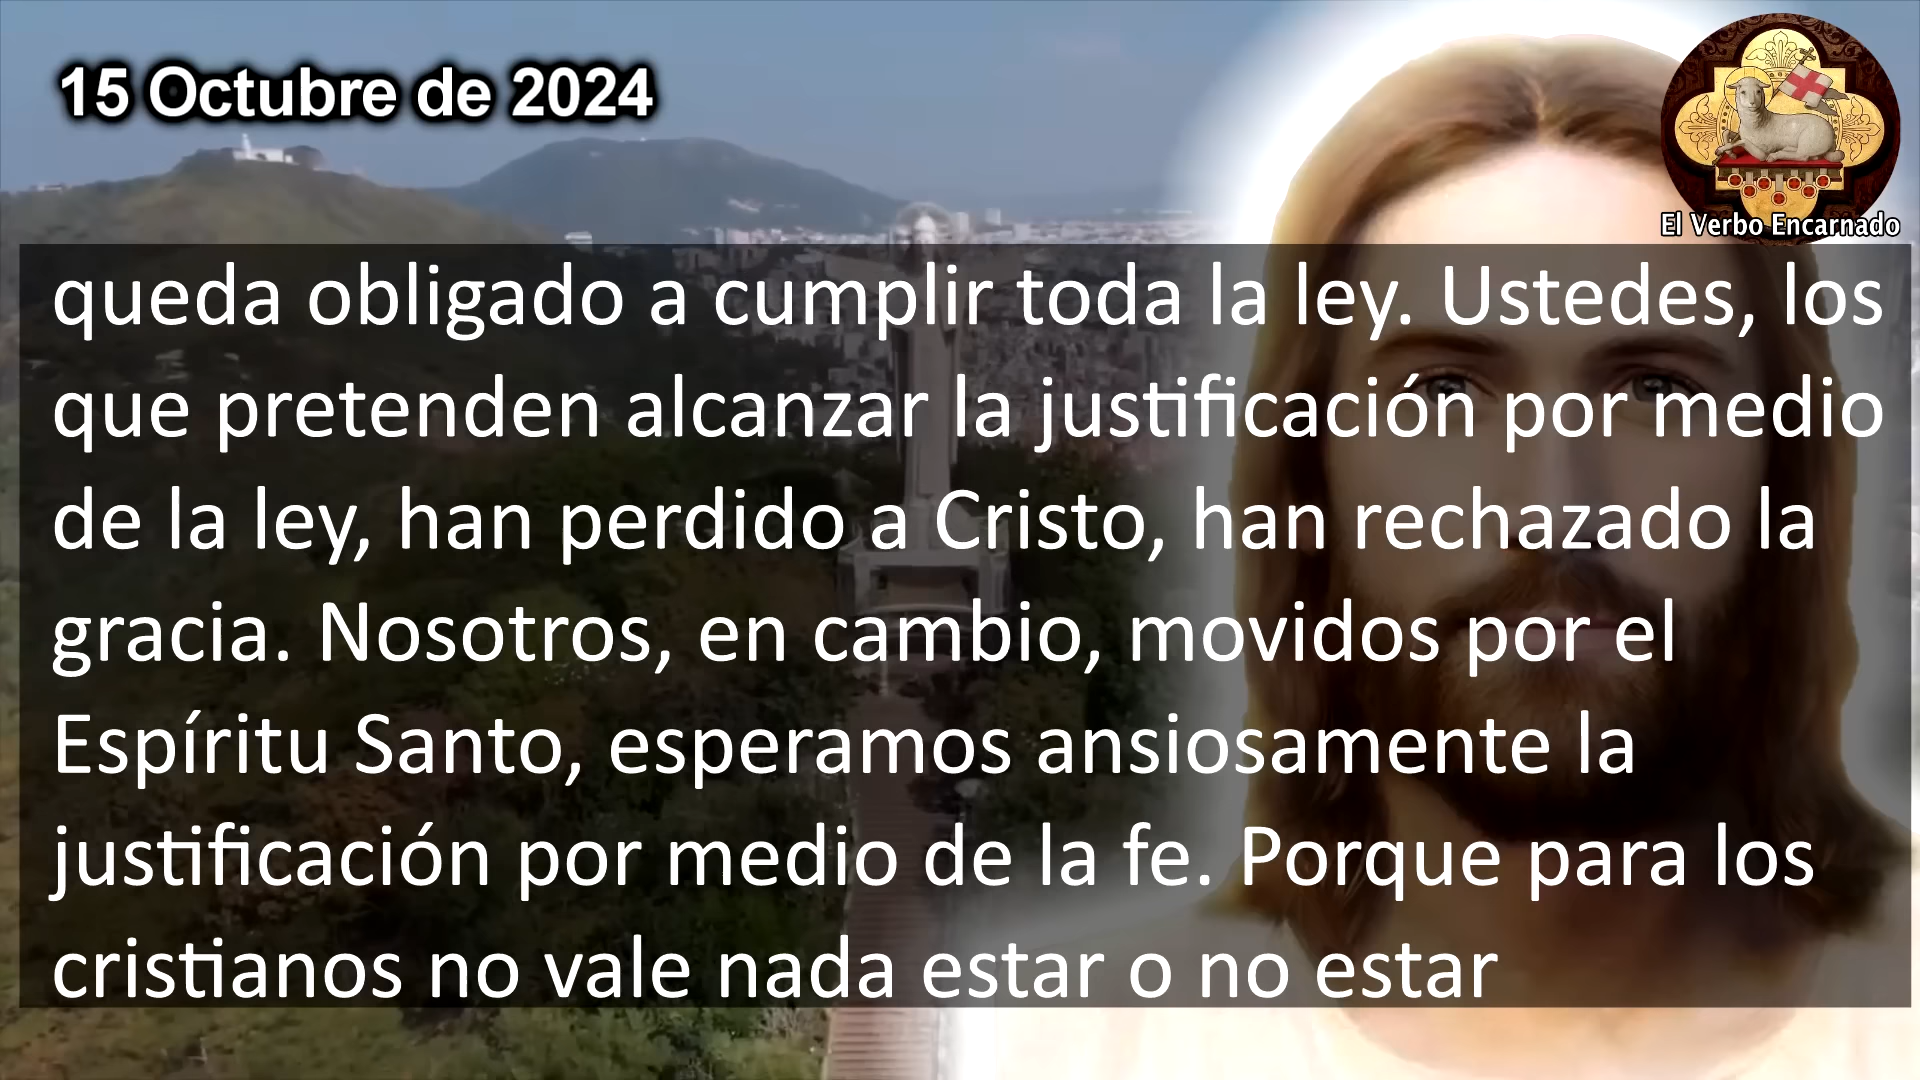 15 Octubre de 2024
El Verbo Encarnado
queda obligado a cumplir toda la ley. Ustedes, los
que pretenden alcanzar la justificación por medio
de la ley, han perdido a Cristo, han rechazado la
gracia. Nosotros, en cambio, movidos por el
Espíritu Santo, esperamos ansiosamente la
justificación por medio de la fe. Porque para los
cristianos no vale nada estar o no estar